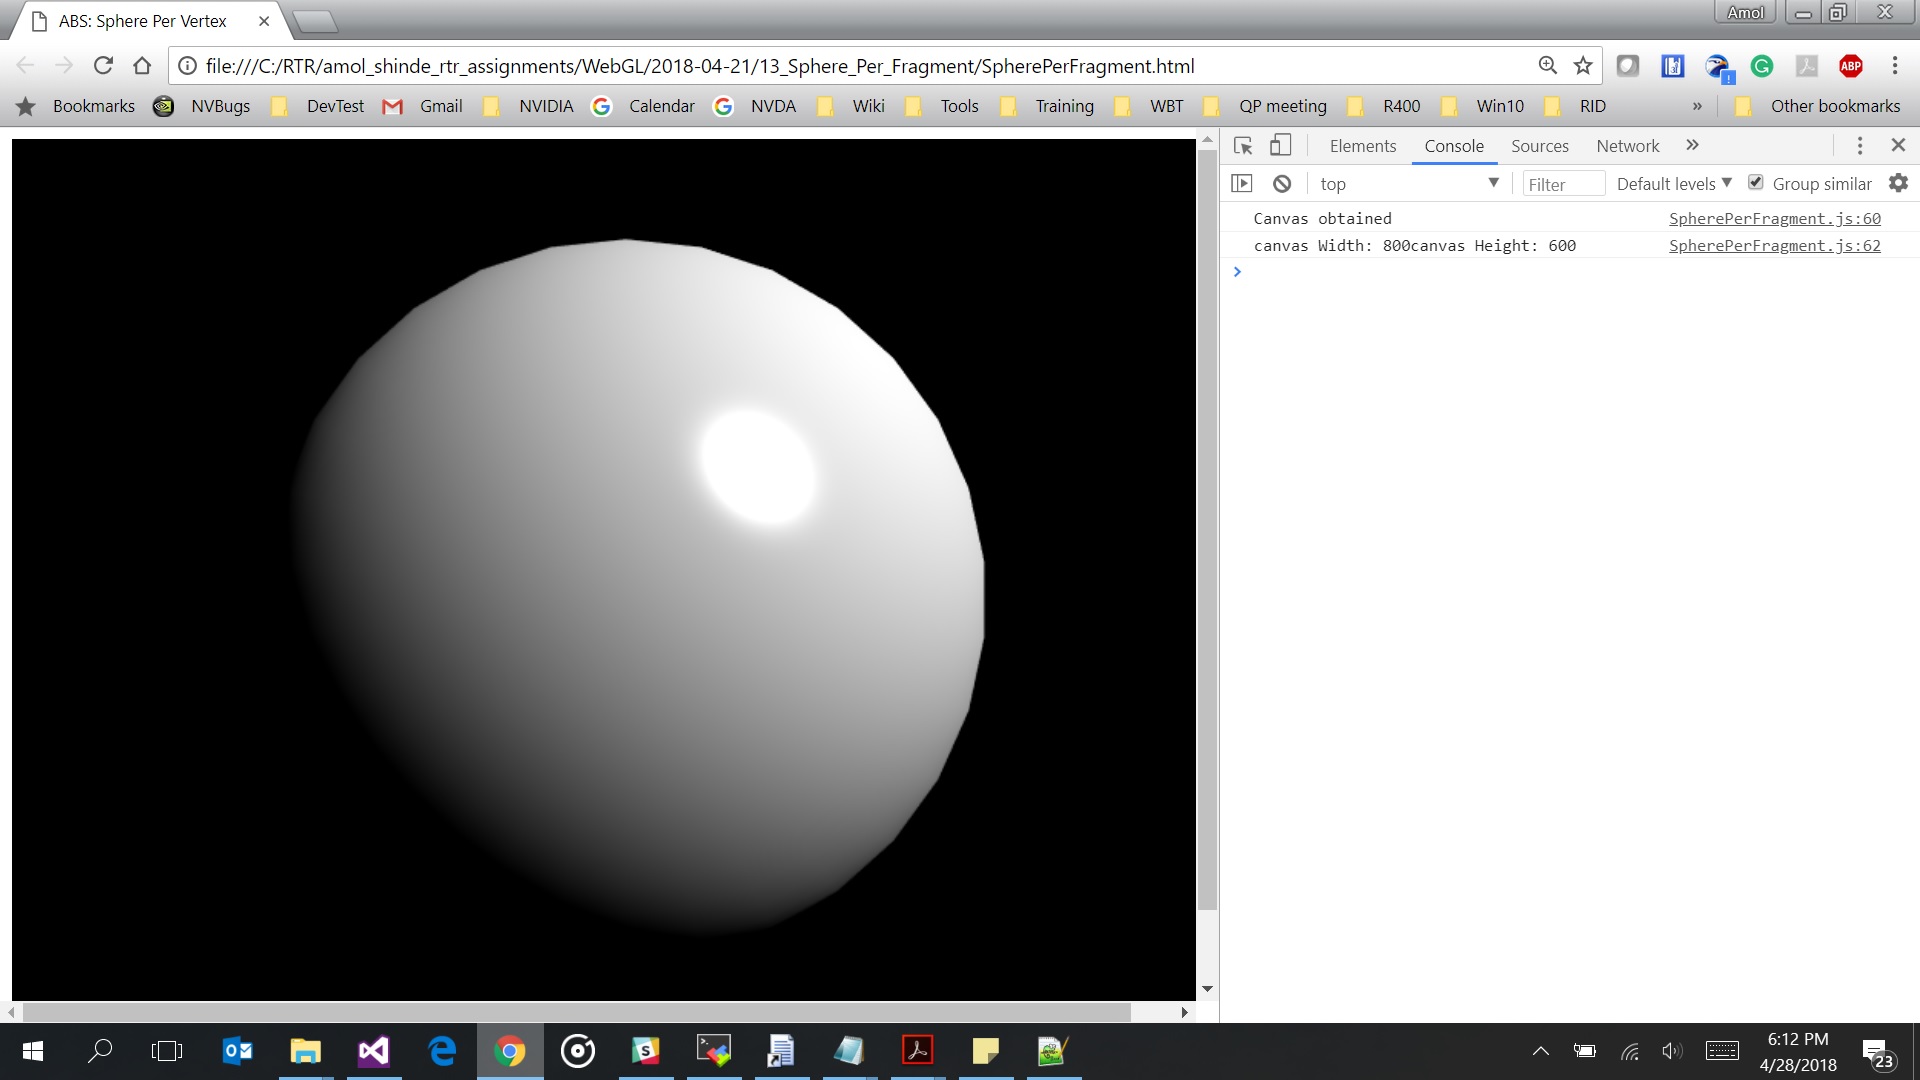 ABS: Sphere Per Vertex
Amol
file:///C:/RTR/amol_shinde_rtr_assignments/WebGL/2018-04-21/13_Sphere_Per_Fragment/SpherePerFragment.html
ABP
Bookmarks NVBugs DevTest Gmail NVIDIA Calendar NVDA Wiki Tools Training WBT QP meeting R400 Win10 RID » Other bookmarks
Elements Console Sources Network »
top Filter Default levels Group similar
Canvas obtained SpherePerFragment.js:60
canvas Width: 800canvas Height: 600 SpherePerFragment.js:62
6:12 PM
4/28/2018
23